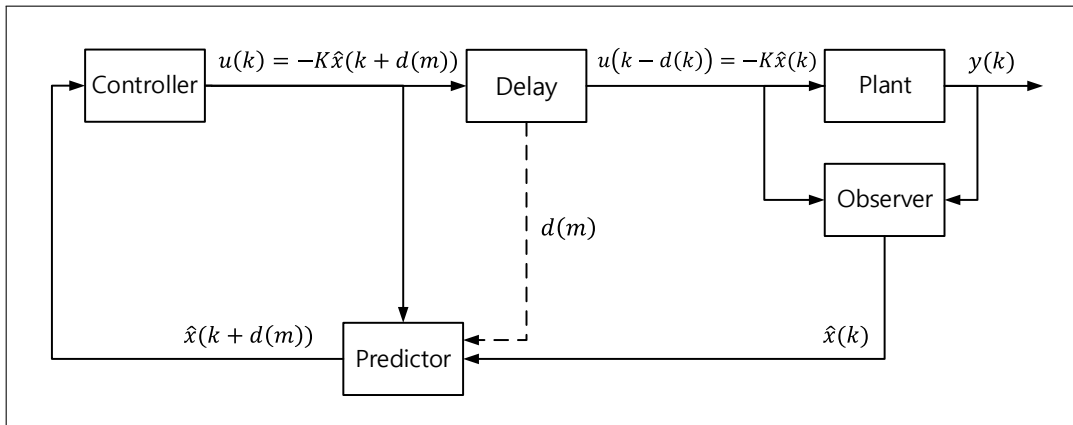 u(k) = −Kx̂(k + d(m))
u(k − d(k)) = −Kx̂(k)
y(k)
Controller
Delay
Plant
Observer
d(m)
x̂(k + d(m))
x̂(k)
Predictor